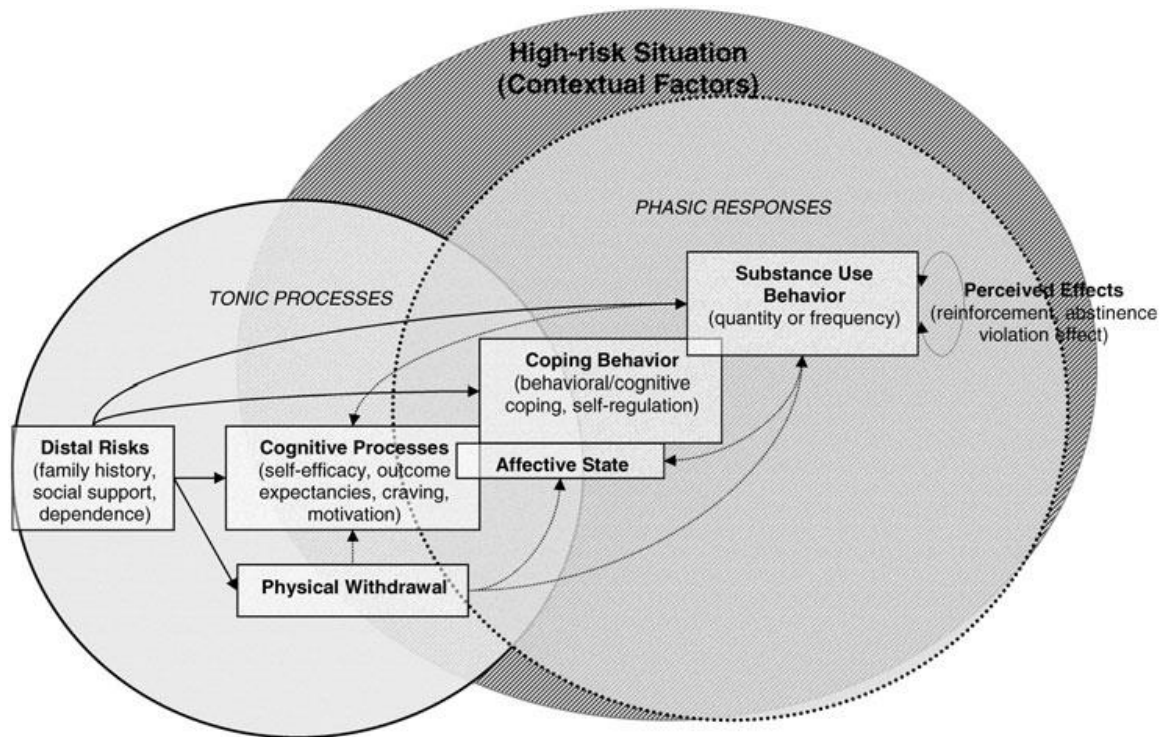 High-risk Situation
(Contextual Factors)
PHASIC RESPONSES
TONIC PROCESSES
Substance Use
Behavior
(quantity or frequency)
Perceived Effects
(reinforcement, abstinence
violation effect)
Coping Behavior
(behavioral/cognitive
coping, self-regulation)
Distal Risks
(family history,
social support,
dependence)
Cognitive Processes
(self-efficacy, outcome
expectancies, craving,
motivation)
Affective State
Physical Withdrawal